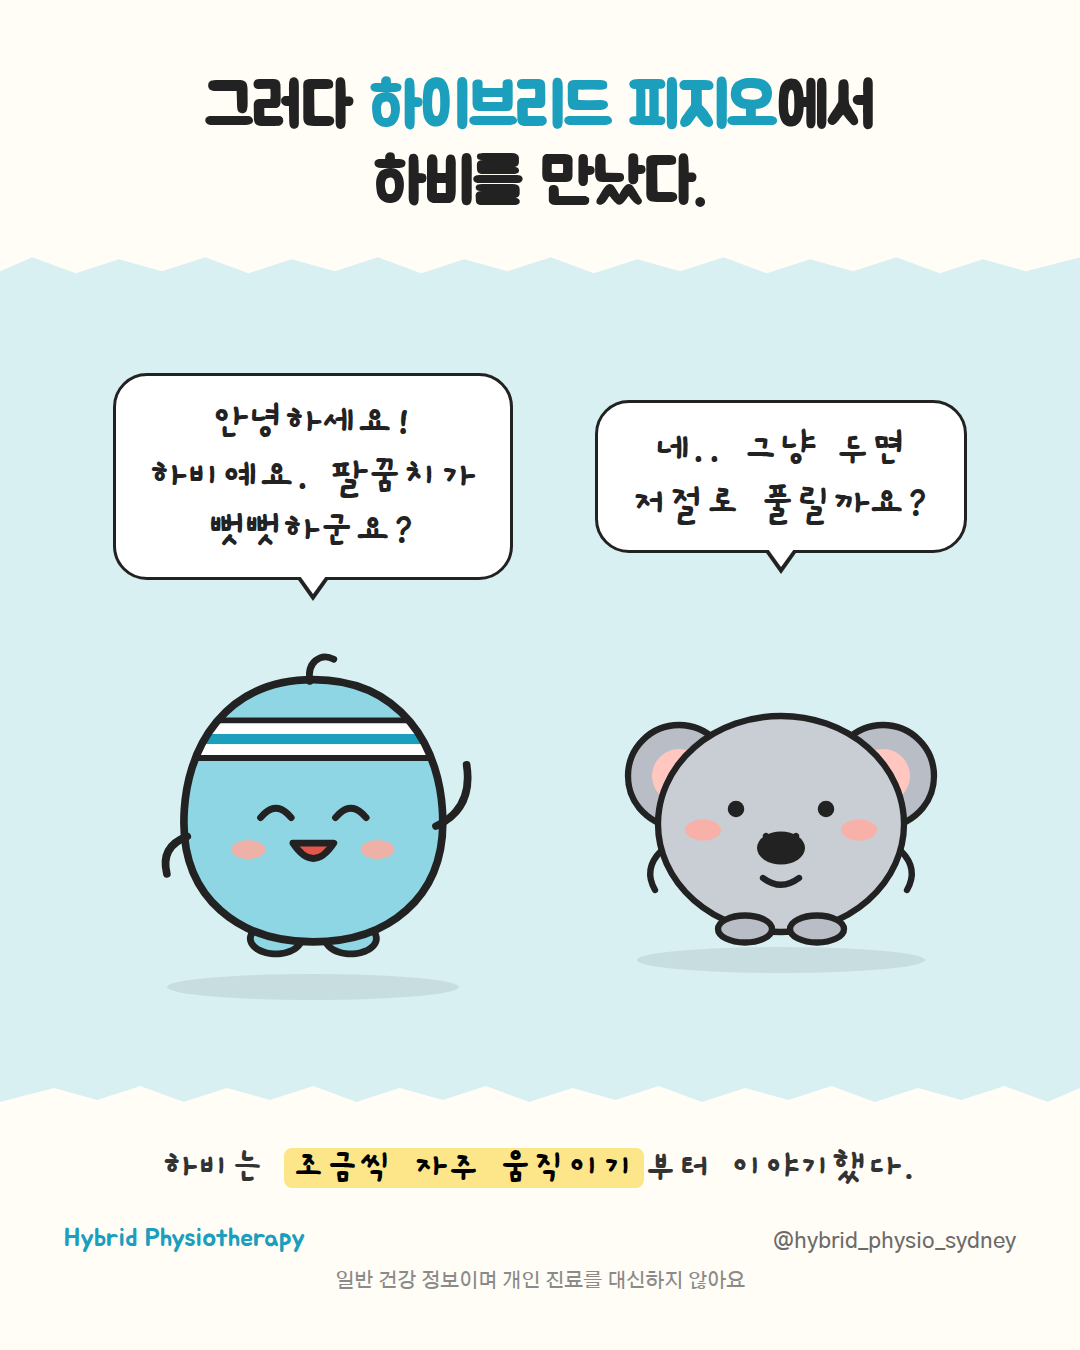 그러다 하이브리드 피지오에서
하비를 만났다.
안녕하세요!
하비예요. 팔꿈치가
뻣뻣하군요?
네.. 그냥 두면
저절로 풀릴까요?
하비는 조금씩 자주 움직이기부터 이야기했다.
Hybrid Physiotherapy
@hybrid_physio_sydney
일반 건강 정보이며 개인 진료를 대신하지 않아요